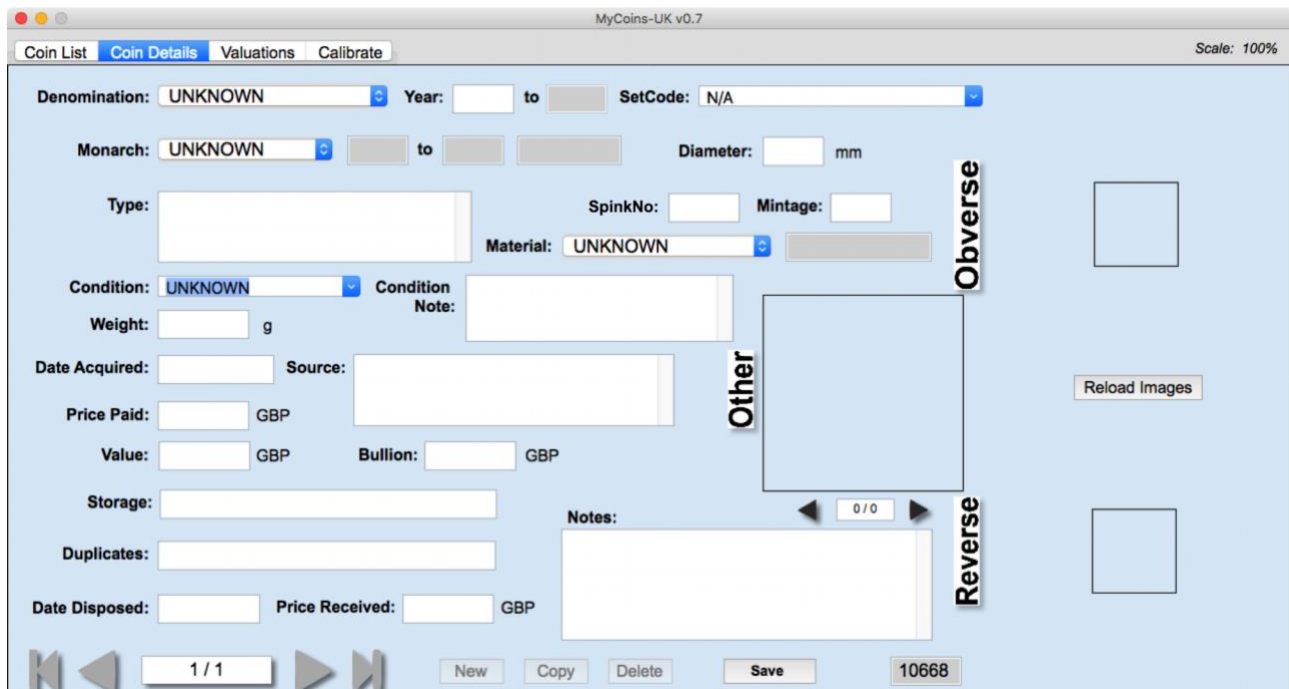 MyCoins-UK v0.7
Coin List Coin Details Valuations Calibrate Scale: 100%
Denomination: UNKNOWN Year: to SetCode: N/A
Monarch: UNKNOWN to Diameter: mm
Type: SpinkNo: Mintage:
Material: UNKNOWN
Obverse
Condition: UNKNOWN Condition
Note:
Weight: g
Date Acquired: Source:
Other
Reload Images
Price Paid: GBP
Value: GBP Bullion: GBP
Storage:
Notes: 0 / 0
Duplicates:
Reverse
Date Disposed: Price Received: GBP
1 / 1 New Copy Delete Save 10668